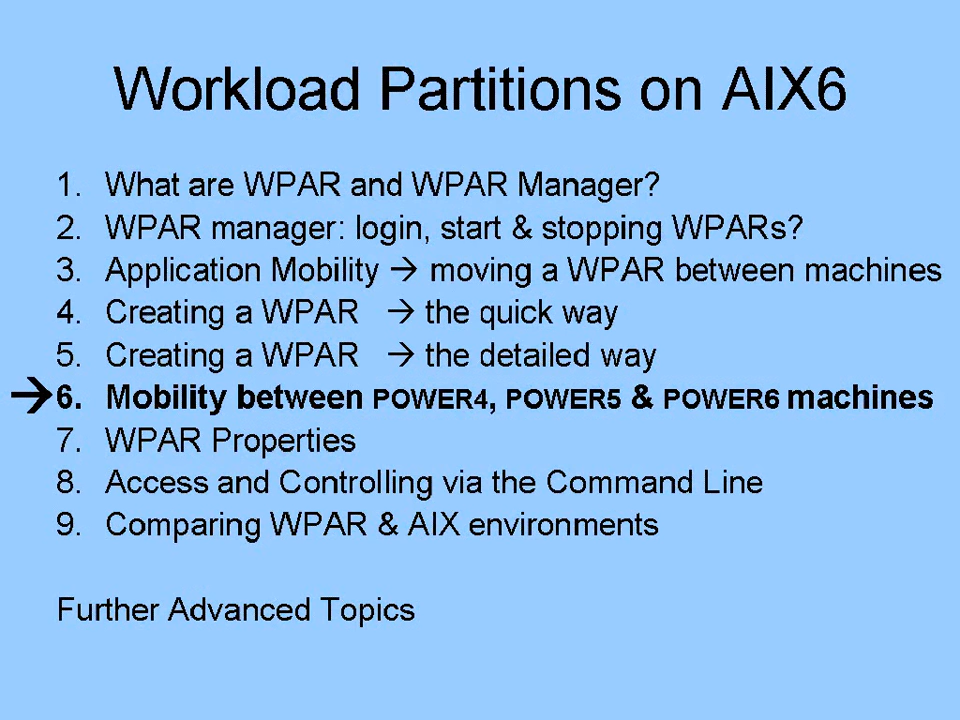 Workload Partitions on AIX6
1. What are WPAR and WPAR Manager?
2. WPAR manager: login, start & stopping WPARs?
3. Application Mobility → moving a WPAR between machines
4. Creating a WPAR → the quick way
5. Creating a WPAR → the detailed way
→6. Mobility between POWER4, POWER5 & POWER6 machines
7. WPAR Properties
8. Access and Controlling via the Command Line
9. Comparing WPAR & AIX environments
Further Advanced Topics